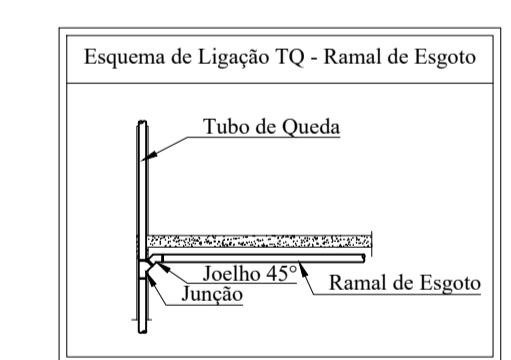 Esquema de Ligação TQ - Ramal de Esgoto
Tubo de Queda
Joelho 45°
Ramal de Esgoto
Junção